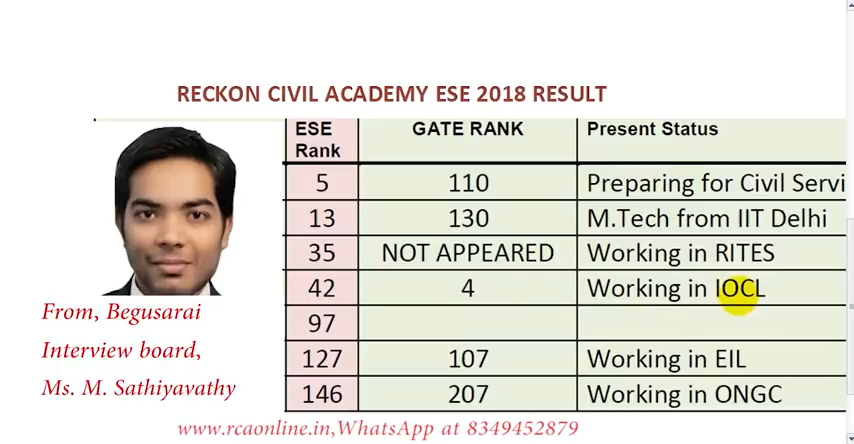 RECKON CIVIL ACADEMY ESE 2018 RESULT
ESE Rank GATE RANK Present Status
5 110 Preparing for Civil Servi
13 130 M.Tech from IIT Delhi
35 NOT APPEARED Working in RITES
42 4 Working in IOCL
97
127 107 Working in EIL
146 207 Working in ONGC
From, Begusarai
Interview board,
Ms. M. Sathiyavathy
www.rcaonline.in,WhatsApp at 8349452879